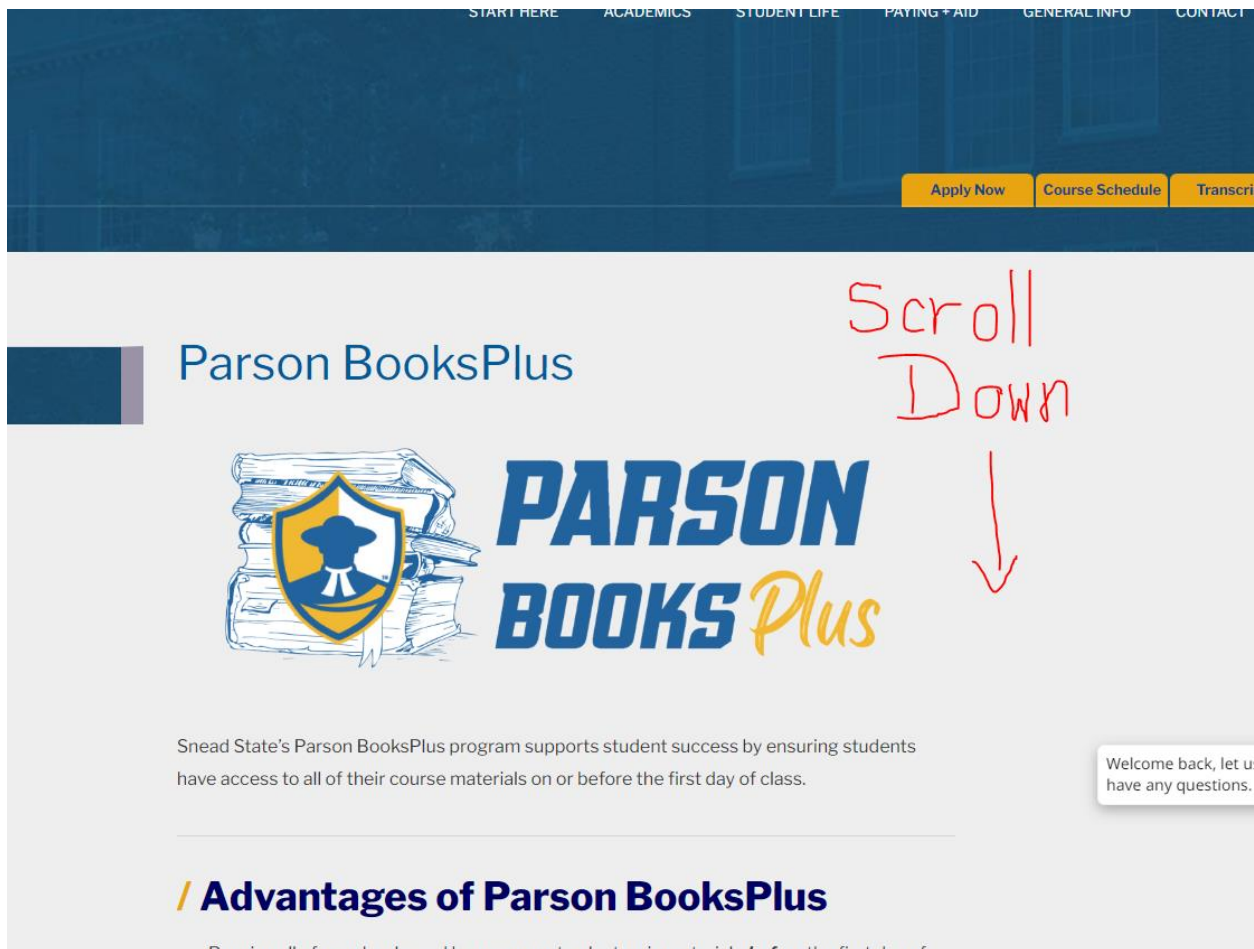 START HERE ACADEMICS STUDENT LIFE PAYING + AID GENERAL INFO CONTACT
Apply Now Course Schedule
Scroll
Down
Parson BooksPlus
PARSON
BOOKS Plus
Snead State's Parson BooksPlus program supports student success by ensuring students
have access to all of their course materials on or before the first day of class.
Welcome back, let
have any questions.
/ Advantages of Parson BooksPlus